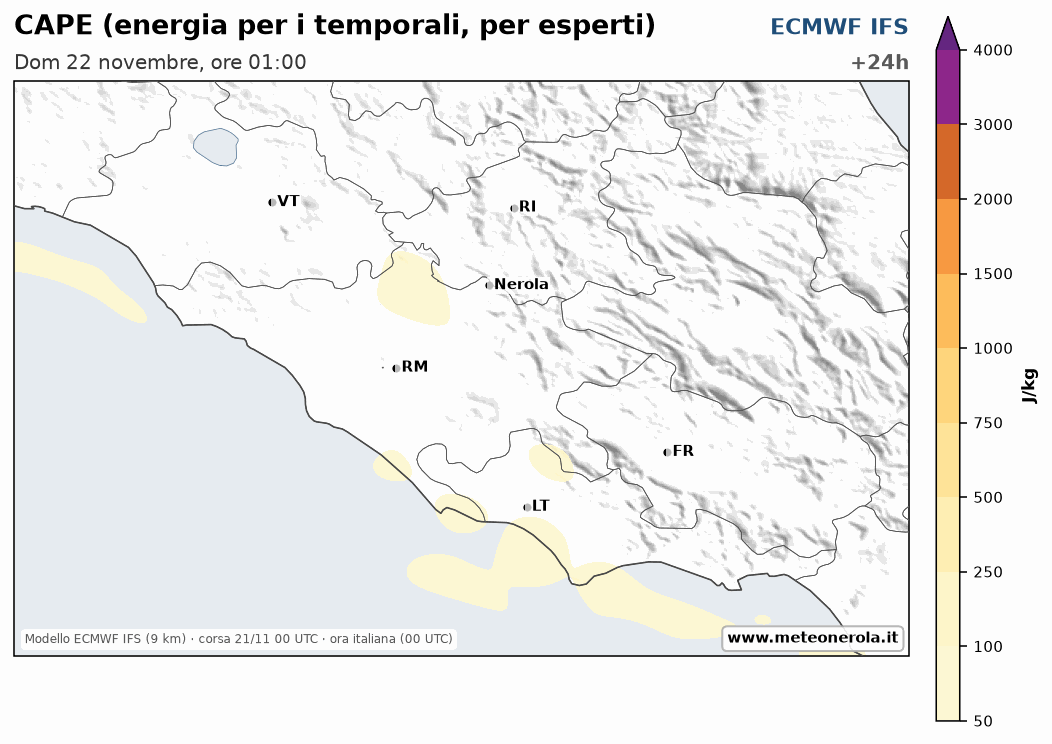 CAPE (energia per i temporali, per esperti)
ECMWF IFS
Dom 22 novembre, ore 01:00
+24h
4000
3000
2000
1500
1000
750
500
250
100
50
J/kg
VT
RI
Nerola
RM
FR
LT
Modello ECMWF IFS (9 km) · corsa 21/11 00 UTC · ora italiana (00 UTC)
www.meteonerola.it